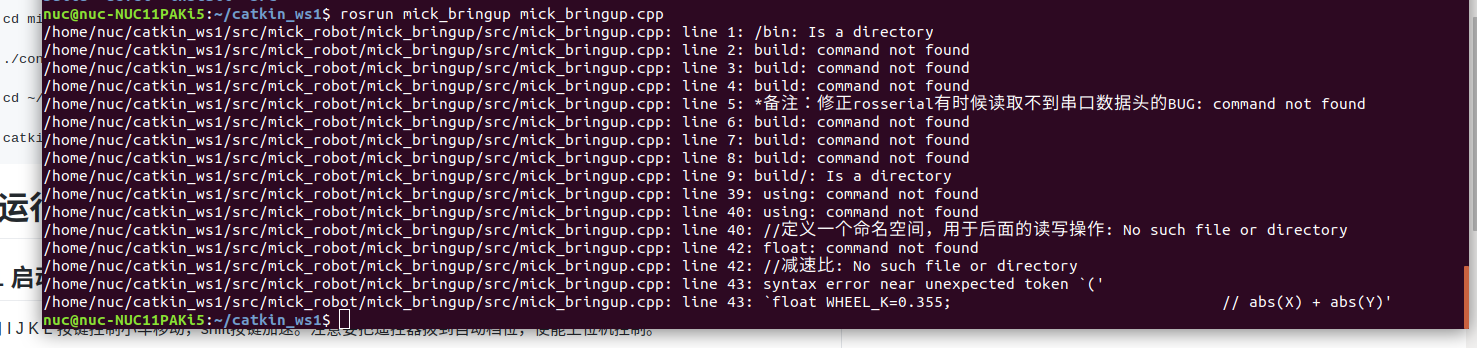 cd mi
nuc@nuc-NUC11PAKi5:~/catkin_ws1$ rosrun mick_bringup mick_bringup.cpp
/home/nuc/catkin_ws1/src/mick_robot/mick_bringup/src/mick_bringup.cpp: line 1: /bin: Is a directory
/home/nuc/catkin_ws1/src/mick_robot/mick_bringup/src/mick_bringup.cpp: line 2: build: command not found
./con
/home/nuc/catkin_ws1/src/mick_robot/mick_bringup/src/mick_bringup.cpp: line 3: build: command not found
/home/nuc/catkin_ws1/src/mick_robot/mick_bringup/src/mick_bringup.cpp: line 4: build: command not found
cd ~/
/home/nuc/catkin_ws1/src/mick_robot/mick_bringup/src/mick_bringup.cpp: line 5: *备注：修正rosserial有时候读取不到串口数据头的BUG: command not found
/home/nuc/catkin_ws1/src/mick_robot/mick_bringup/src/mick_bringup.cpp: line 6: build: command not found
catki
/home/nuc/catkin_ws1/src/mick_robot/mick_bringup/src/mick_bringup.cpp: line 7: build: command not found
/home/nuc/catkin_ws1/src/mick_robot/mick_bringup/src/mick_bringup.cpp: line 8: build: command not found
/home/nuc/catkin_ws1/src/mick_robot/mick_bringup/src/mick_bringup.cpp: line 9: build/: Is a directory
/home/nuc/catkin_ws1/src/mick_robot/mick_bringup/src/mick_bringup.cpp: line 39: using: command not found
运行
/home/nuc/catkin_ws1/src/mick_robot/mick_bringup/src/mick_bringup.cpp: line 40: using: command not found
/home/nuc/catkin_ws1/src/mick_robot/mick_bringup/src/mick_bringup.cpp: line 40: //定义一个命名空间，用于后面的读写操作: No such file or directory
/home/nuc/catkin_ws1/src/mick_robot/mick_bringup/src/mick_bringup.cpp: line 42: float: command not found
/home/nuc/catkin_ws1/src/mick_robot/mick_bringup/src/mick_bringup.cpp: line 42: //减速比: No such file or directory
启动
/home/nuc/catkin_ws1/src/mick_robot/mick_bringup/src/mick_bringup.cpp: line 43: syntax error near unexpected token `('
/home/nuc/catkin_ws1/src/mick_robot/mick_bringup/src/mick_bringup.cpp: line 43: `float WHEEL_K=0.355; // abs(X) + abs(Y)'
nuc@nuc-NUC11PAKi5:~/catkin_ws1$
I J K L 按键控制小车移动，Shift按键加速。注意要把遥控器拨到自动档位，使能上位机控制。